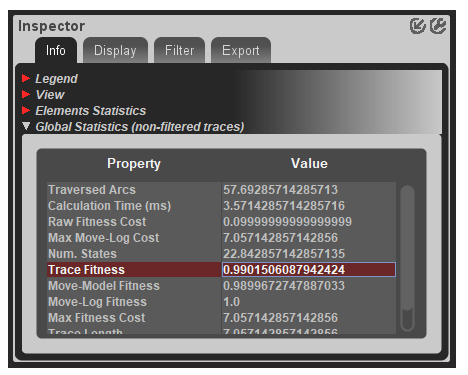 Inspector
Info Display Filter Export
Legend
View
Elements Statistics
Global Statistics (non-filtered traces)
Property Value
Traversed Arcs 57.69285714285713
Calculation Time (ms) 3.5714285714285716
Raw Fitness Cost 0.09999999999999999
Max Move-Log Cost 7.057142857142856
Num. States 22.842857142857135
Trace Fitness 0.9901506087942424
Move-Model Fitness 0.9899672747887033
Move-Log Fitness 1.0
Max Fitness Cost 7.057142857142856
Trace Length 7.057142857142856